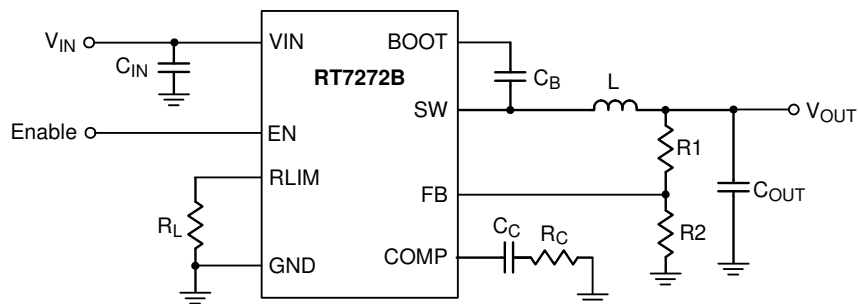 VIN
VIN
CIN
BOOT
RT7272B
CB
L
SW
VOUT
Enable
EN
R1
RLIM
FB
COUT
RL
R2
CC
RC
COMP
GND